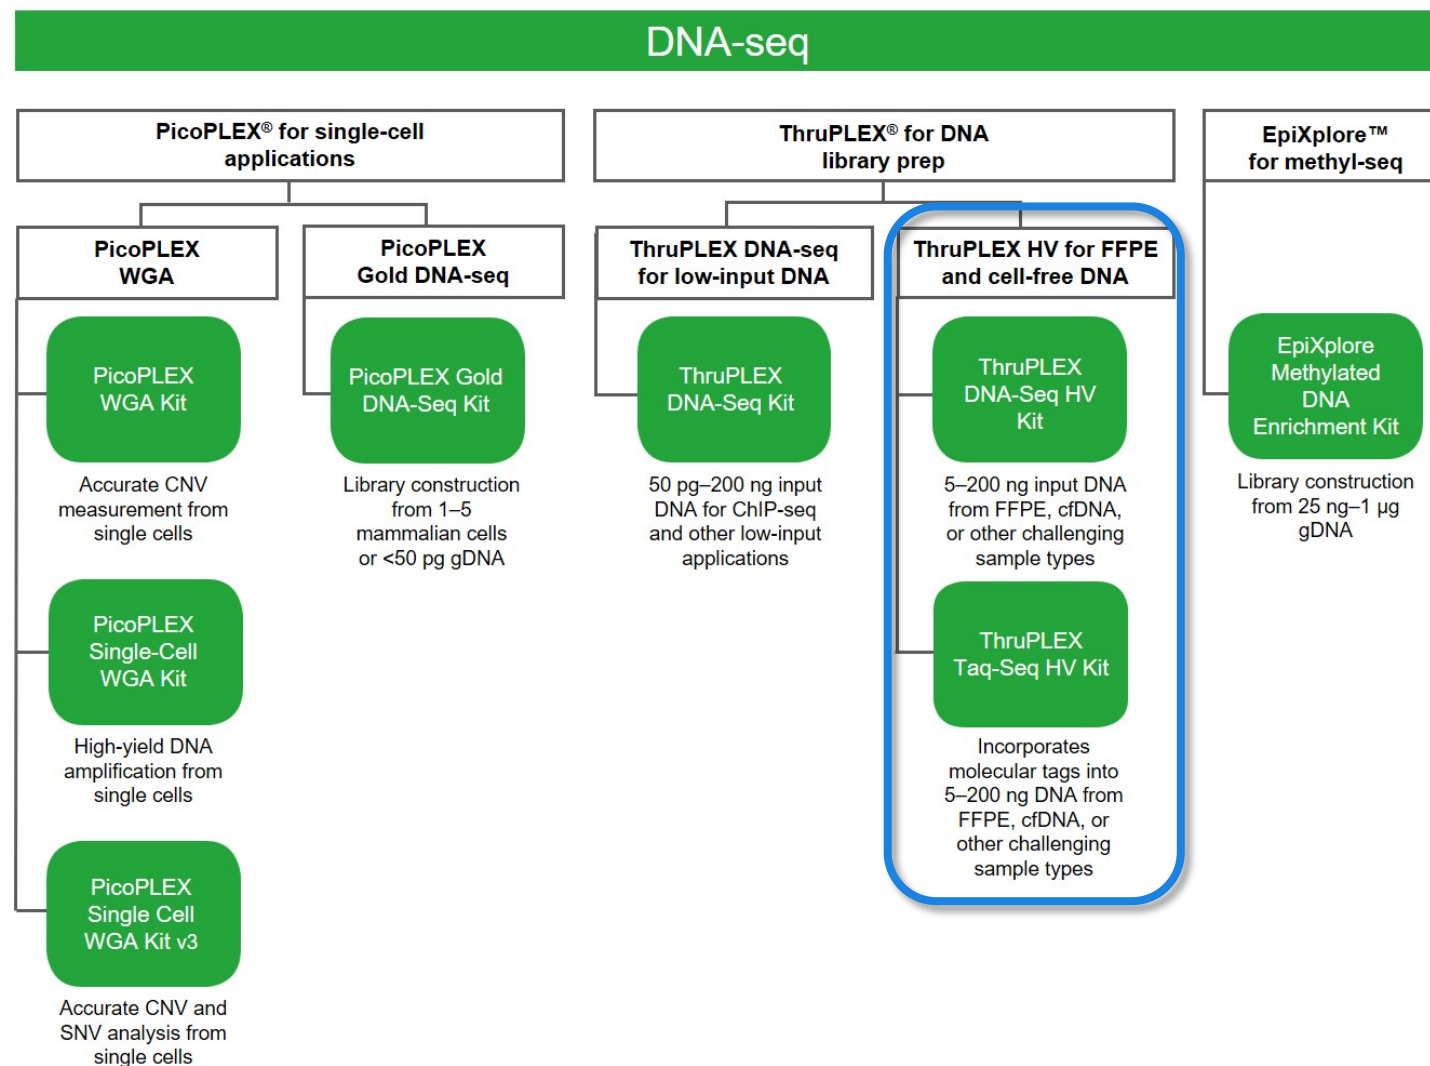 DNA-seq
PicoPLEX® for single-cell
applications
PicoPLEX
WGA
PicoPLEX
WGA Kit
Accurate CNV
measurement from
single cells
PicoPLEX
Single-Cell
WGA Kit
High-yield DNA
amplification from
single cells
PicoPLEX
Single Cell
WGA Kit v3
Accurate CNV and
SNV analysis from
single cells
PicoPLEX
Gold DNA-seq
PicoPLEX Gold
DNA-Seq Kit
Library construction
from 1–5
mammalian cells
or <50 pg gDNA
ThruPLEX® for DNA
library prep
ThruPLEX DNA-seq
for low-input DNA
ThruPLEX
DNA-Seq Kit
50 pg–200 ng input
DNA for ChIP-seq
and other low-input
applications
ThruPLEX HV for FFPE
and cell-free DNA
ThruPLEX
DNA-Seq HV
Kit
5–200 ng input DNA
from FFPE, cfDNA,
or other challenging
sample types
ThruPLEX
Taq-Seq HV Kit
Incorporates
molecular tags into
5–200 ng DNA from
FFPE, cfDNA, or
other challenging
sample types
EpiXplore™
for methyl-seq
EpiXplore
Methylated
DNA
Enrichment Kit
Library construction
from 25 ng–1 µg
gDNA